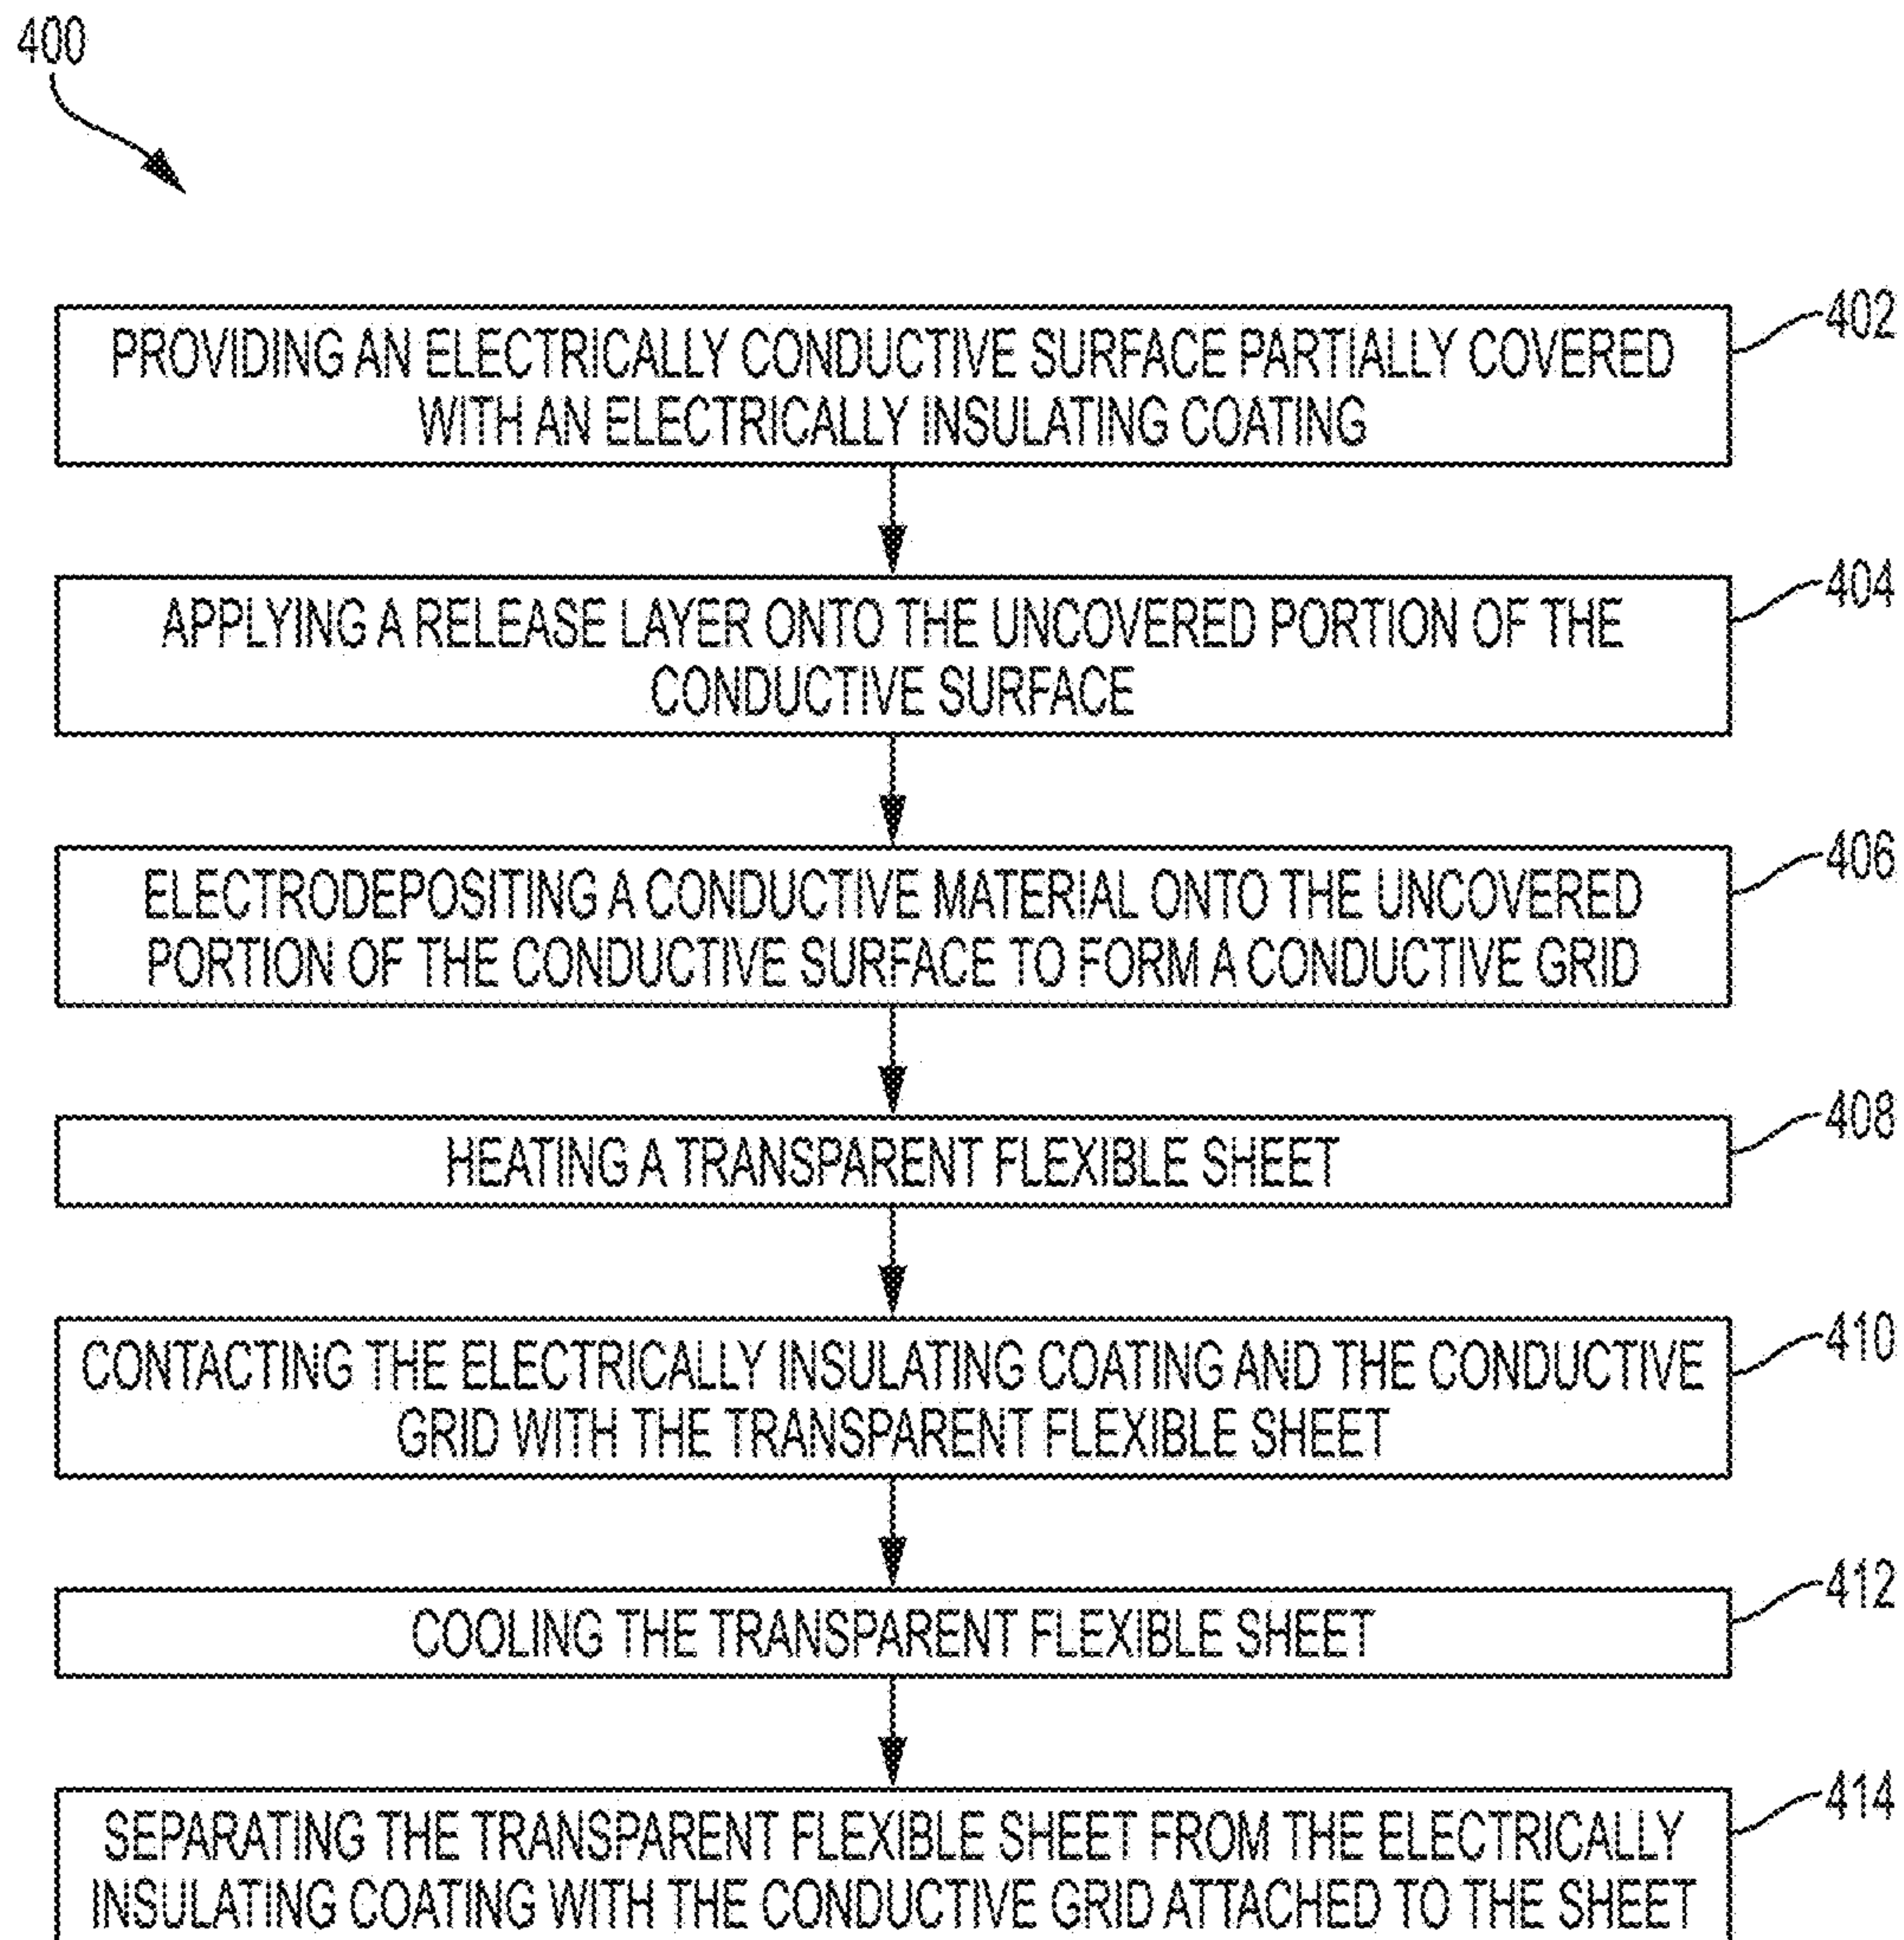 400
PROVIDING AN ELECTRICALLY CONDUCTIVE SURFACE PARTIALLY COVERED
WITH AN ELECTRICALLY INSULATING COATING
402
APPLYING A RELEASE LAYER ONTO THE UNCOVERED PORTION OF THE
CONDUCTIVE SURFACE
404
ELECTRODEPOSITING A CONDUCTIVE MATERIAL ONTO THE UNCOVERED
PORTION OF THE CONDUCTIVE SURFACE TO FORM A CONDUCTIVE GRID
406
HEATING A TRANSPARENT FLEXIBLE SHEET
408
CONTACTING THE ELECTRICALLY INSULATING COATING AND THE CONDUCTIVE
GRID WITH THE TRANSPARENT FLEXIBLE SHEET
410
COOLING THE TRANSPARENT FLEXIBLE SHEET
412
SEPARATING THE TRANSPARENT FLEXIBLE SHEET FROM THE ELECTRICALLY
INSULATING COATING WITH THE CONDUCTIVE GRID ATTACHED TO THE SHEET
414